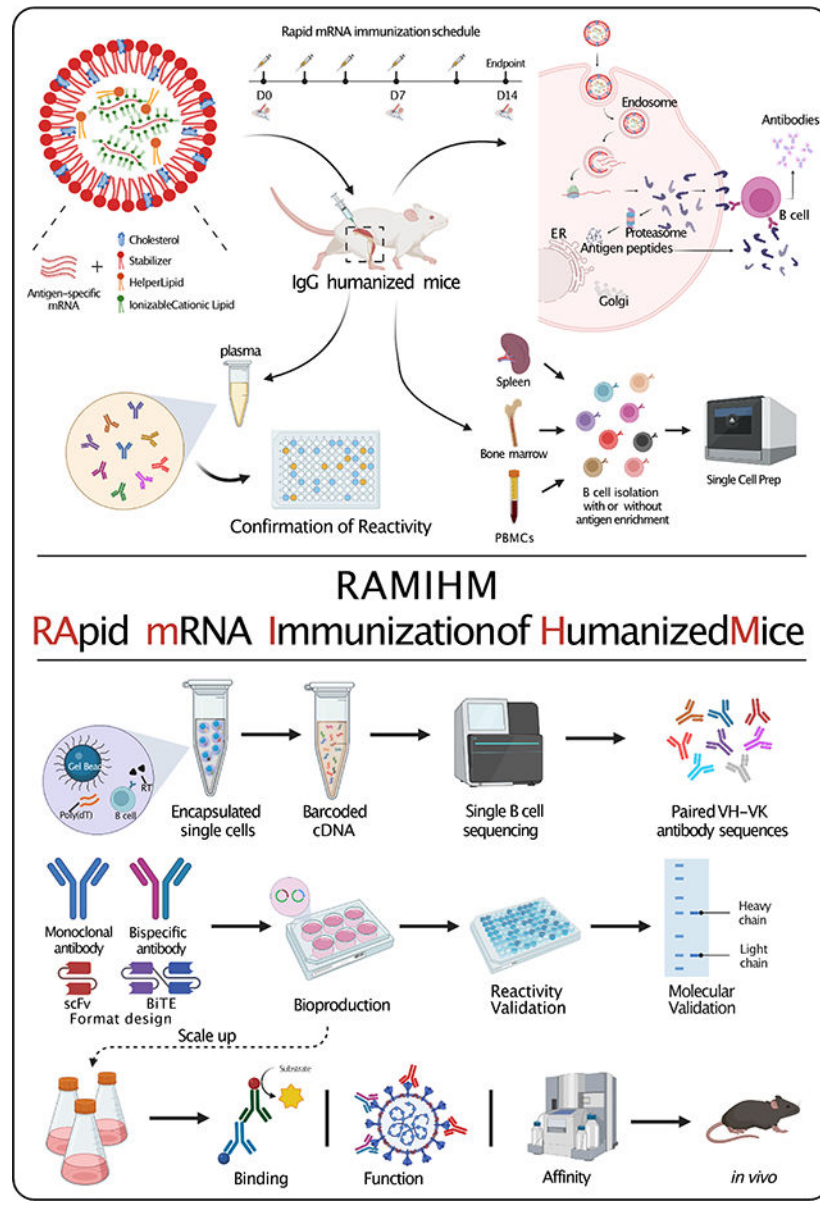 Rapid mRNA immunization schedule
Endpoint
D0
D7
D14
Endosome
Antibodies
B cell
Proteasome
ER
Antigen peptides
Golgi
Cholesterol
Stabilizer
HelperLipid
IonizableCationic Lipid
+
Antigen-specific
mRNA
IgG humanized mice
plasma
Confirmation of Reactivity
Spleen
Bone marrow
PBMCs
B cell isolation
with or without
antigen enrichment
Single Cell Prep
RAMIHM
RApid mRNA Immunizationof HumanizedMice
Gel Bead
RT
Poly(dT)
B cell
Encapsulated
single cells
Barcoded
cDNA
Single B cell
sequencing
Paired VH-VK
antibody sequences
Monoclonal
antibody
Bispecific
antibody
scFv
BiTE
Format design
Bioproduction
Reactivity
Validation
Heavy
chain
Light
chain
Molecular
Validation
Scale up
Substrate
Binding
Function
Affinity
in vivo